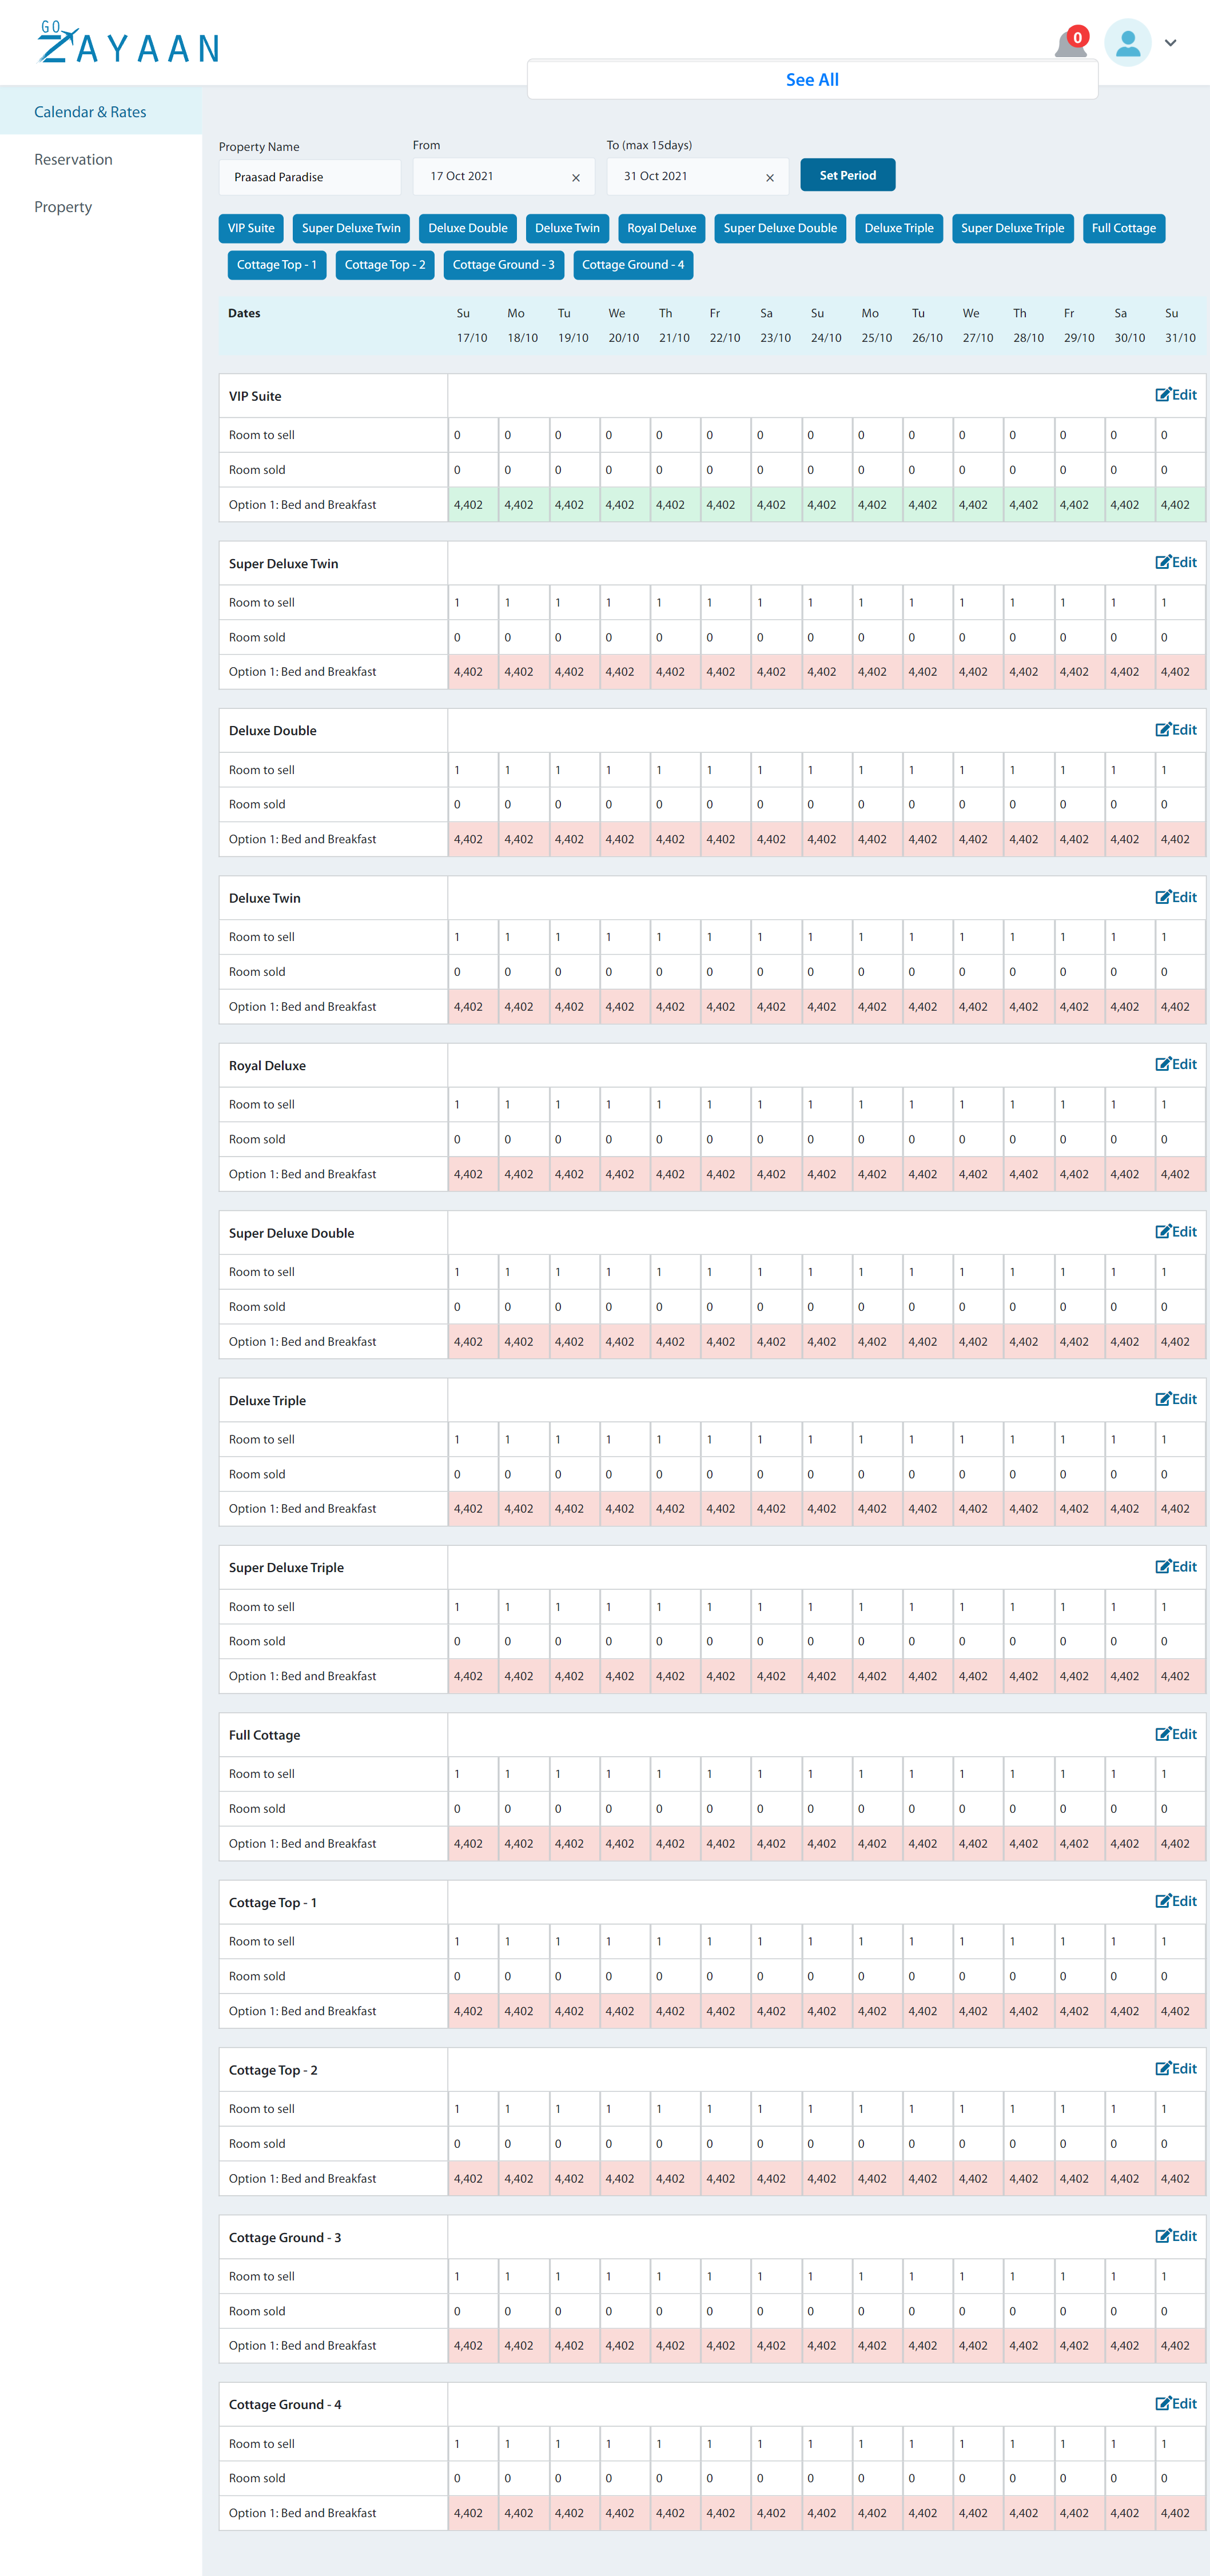 GO
ZAYAAN
0
See All
Calendar & Rates
Reservation
Property
Property Name From To (max 15days)
Praasad Paradise 17 Oct 2021 × 31 Oct 2021 × Set Period
VIP Suite Super Deluxe Twin Deluxe Double Deluxe Twin Royal Deluxe Super Deluxe Double Deluxe Triple Super Deluxe Triple Full Cottage
Cottage Top - 1 Cottage Top - 2 Cottage Ground - 3 Cottage Ground - 4
Dates Su Mo Tu We Th Fr Sa Su Mo Tu We Th Fr Sa Su
17/10 18/10 19/10 20/10 21/10 22/10 23/10 24/10 25/10 26/10 27/10 28/10 29/10 30/10 31/10
VIP Suite Edit
Room to sell 0 0 0 0 0 0 0 0 0 0 0 0 0 0 0
Room sold 0 0 0 0 0 0 0 0 0 0 0 0 0 0 0
Option 1: Bed and Breakfast 4,402 4,402 4,402 4,402 4,402 4,402 4,402 4,402 4,402 4,402 4,402 4,402 4,402 4,402 4,402
Super Deluxe Twin Edit
Room to sell 1 1 1 1 1 1 1 1 1 1 1 1 1 1 1
Room sold 0 0 0 0 0 0 0 0 0 0 0 0 0 0 0
Option 1: Bed and Breakfast 4,402 4,402 4,402 4,402 4,402 4,402 4,402 4,402 4,402 4,402 4,402 4,402 4,402 4,402 4,402
Deluxe Double Edit
Room to sell 1 1 1 1 1 1 1 1 1 1 1 1 1 1 1
Room sold 0 0 0 0 0 0 0 0 0 0 0 0 0 0 0
Option 1: Bed and Breakfast 4,402 4,402 4,402 4,402 4,402 4,402 4,402 4,402 4,402 4,402 4,402 4,402 4,402 4,402 4,402
Deluxe Twin Edit
Room to sell 1 1 1 1 1 1 1 1 1 1 1 1 1 1 1
Room sold 0 0 0 0 0 0 0 0 0 0 0 0 0 0 0
Option 1: Bed and Breakfast 4,402 4,402 4,402 4,402 4,402 4,402 4,402 4,402 4,402 4,402 4,402 4,402 4,402 4,402 4,402
Royal Deluxe Edit
Room to sell 1 1 1 1 1 1 1 1 1 1 1 1 1 1 1
Room sold 0 0 0 0 0 0 0 0 0 0 0 0 0 0 0
Option 1: Bed and Breakfast 4,402 4,402 4,402 4,402 4,402 4,402 4,402 4,402 4,402 4,402 4,402 4,402 4,402 4,402 4,402
Super Deluxe Double Edit
Room to sell 1 1 1 1 1 1 1 1 1 1 1 1 1 1 1
Room sold 0 0 0 0 0 0 0 0 0 0 0 0 0 0 0
Option 1: Bed and Breakfast 4,402 4,402 4,402 4,402 4,402 4,402 4,402 4,402 4,402 4,402 4,402 4,402 4,402 4,402 4,402
Deluxe Triple Edit
Room to sell 1 1 1 1 1 1 1 1 1 1 1 1 1 1 1
Room sold 0 0 0 0 0 0 0 0 0 0 0 0 0 0 0
Option 1: Bed and Breakfast 4,402 4,402 4,402 4,402 4,402 4,402 4,402 4,402 4,402 4,402 4,402 4,402 4,402 4,402 4,402
Super Deluxe Triple Edit
Room to sell 1 1 1 1 1 1 1 1 1 1 1 1 1 1 1
Room sold 0 0 0 0 0 0 0 0 0 0 0 0 0 0 0
Option 1: Bed and Breakfast 4,402 4,402 4,402 4,402 4,402 4,402 4,402 4,402 4,402 4,402 4,402 4,402 4,402 4,402 4,402
Full Cottage Edit
Room to sell 1 1 1 1 1 1 1 1 1 1 1 1 1 1 1
Room sold 0 0 0 0 0 0 0 0 0 0 0 0 0 0 0
Option 1: Bed and Breakfast 4,402 4,402 4,402 4,402 4,402 4,402 4,402 4,402 4,402 4,402 4,402 4,402 4,402 4,402 4,402
Cottage Top - 1 Edit
Room to sell 1 1 1 1 1 1 1 1 1 1 1 1 1 1 1
Room sold 0 0 0 0 0 0 0 0 0 0 0 0 0 0 0
Option 1: Bed and Breakfast 4,402 4,402 4,402 4,402 4,402 4,402 4,402 4,402 4,402 4,402 4,402 4,402 4,402 4,402 4,402
Cottage Top - 2 Edit
Room to sell 1 1 1 1 1 1 1 1 1 1 1 1 1 1 1
Room sold 0 0 0 0 0 0 0 0 0 0 0 0 0 0 0
Option 1: Bed and Breakfast 4,402 4,402 4,402 4,402 4,402 4,402 4,402 4,402 4,402 4,402 4,402 4,402 4,402 4,402 4,402
Cottage Ground - 3 Edit
Room to sell 1 1 1 1 1 1 1 1 1 1 1 1 1 1 1
Room sold 0 0 0 0 0 0 0 0 0 0 0 0 0 0 0
Option 1: Bed and Breakfast 4,402 4,402 4,402 4,402 4,402 4,402 4,402 4,402 4,402 4,402 4,402 4,402 4,402 4,402 4,402
Cottage Ground - 4 Edit
Room to sell 1 1 1 1 1 1 1 1 1 1 1 1 1 1 1
Room sold 0 0 0 0 0 0 0 0 0 0 0 0 0 0 0
Option 1: Bed and Breakfast 4,402 4,402 4,402 4,402 4,402 4,402 4,402 4,402 4,402 4,402 4,402 4,402 4,402 4,402 4,402